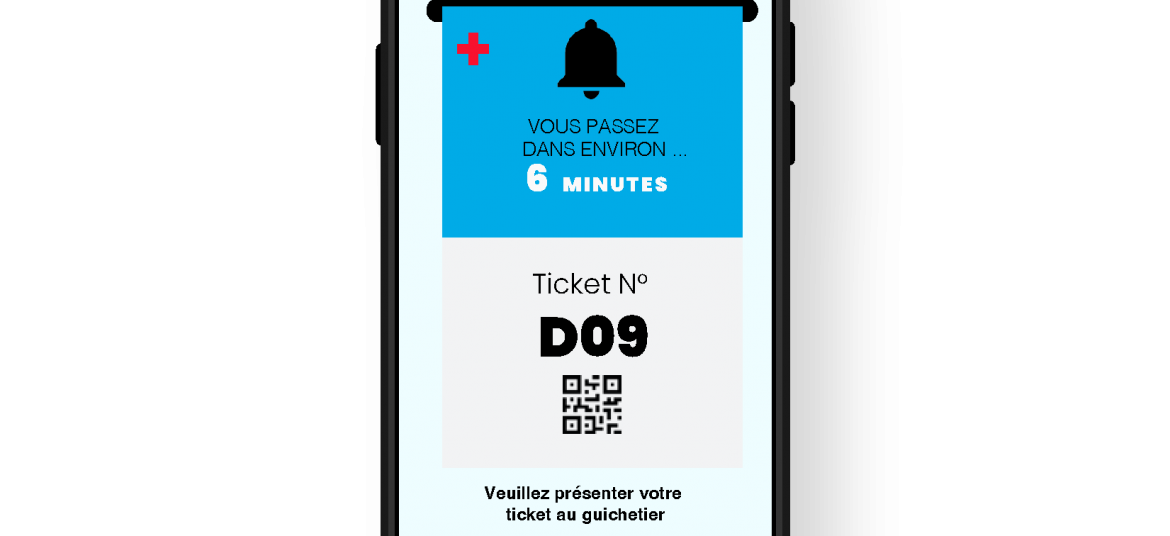 VOUS PASSEZ
DANS ENVIRON ...
6 MINUTES
Ticket N°
D09
Veuillez présenter votre
ticket au guichetier